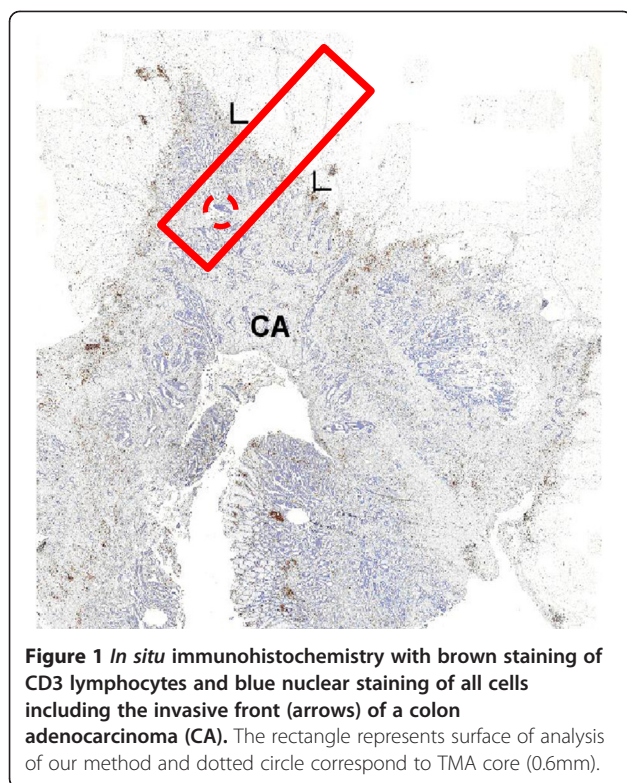 CA
Figure 1 In situ immunohistochemistry with brown staining of
CD3 lymphocytes and blue nuclear staining of all cells
including the invasive front (arrows) of a colon
adenocarcinoma (CA). The rectangle represents surface of analysis
of our method and dotted circle correspond to TMA core (0.6mm).